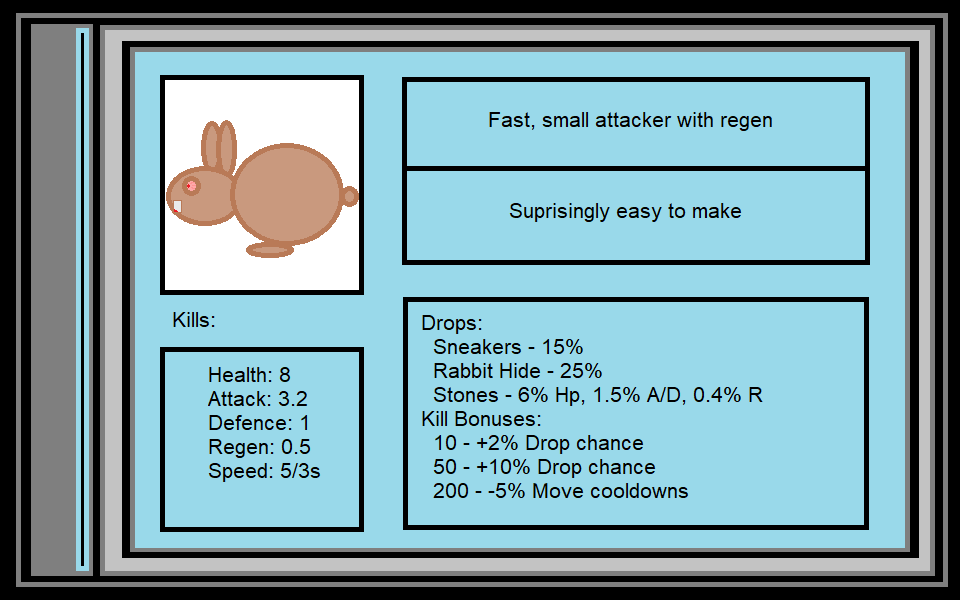 Fast, small attacker with regen
Suprisingly easy to make
Kills:
Health: 8
Attack: 3.2
Defence: 1
Regen: 0.5
Speed: 5/3s
Drops:
Sneakers - 15%
Rabbit Hide - 25%
Stones - 6% Hp, 1.5% A/D, 0.4% R
Kill Bonuses:
10 - +2% Drop chance
50 - +10% Drop chance
200 - -5% Move cooldowns